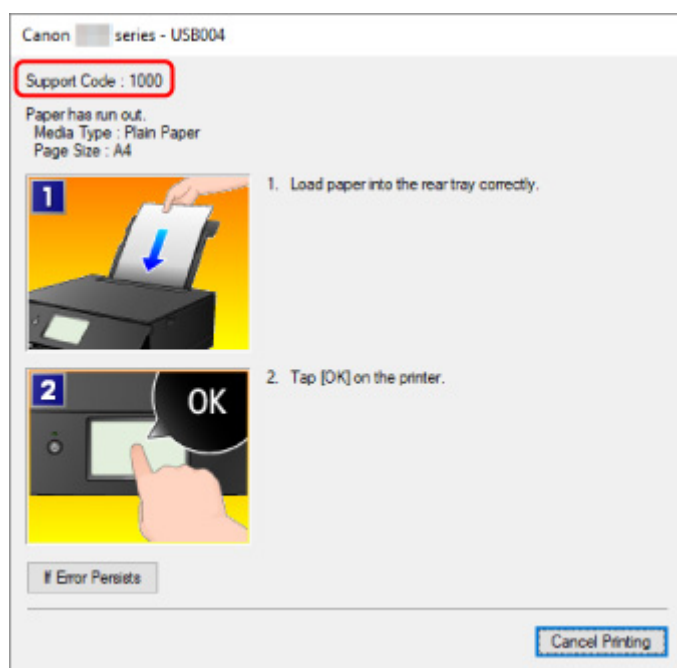 Canon series - USB004
Support Code : 1000
Paper has run out.
Media Type : Plain Paper
Page Size : A4
1
1. Load paper into the rear tray correctly.
2
OK
2. Tap [OK] on the printer.
If Error Persists
Cancel Printing